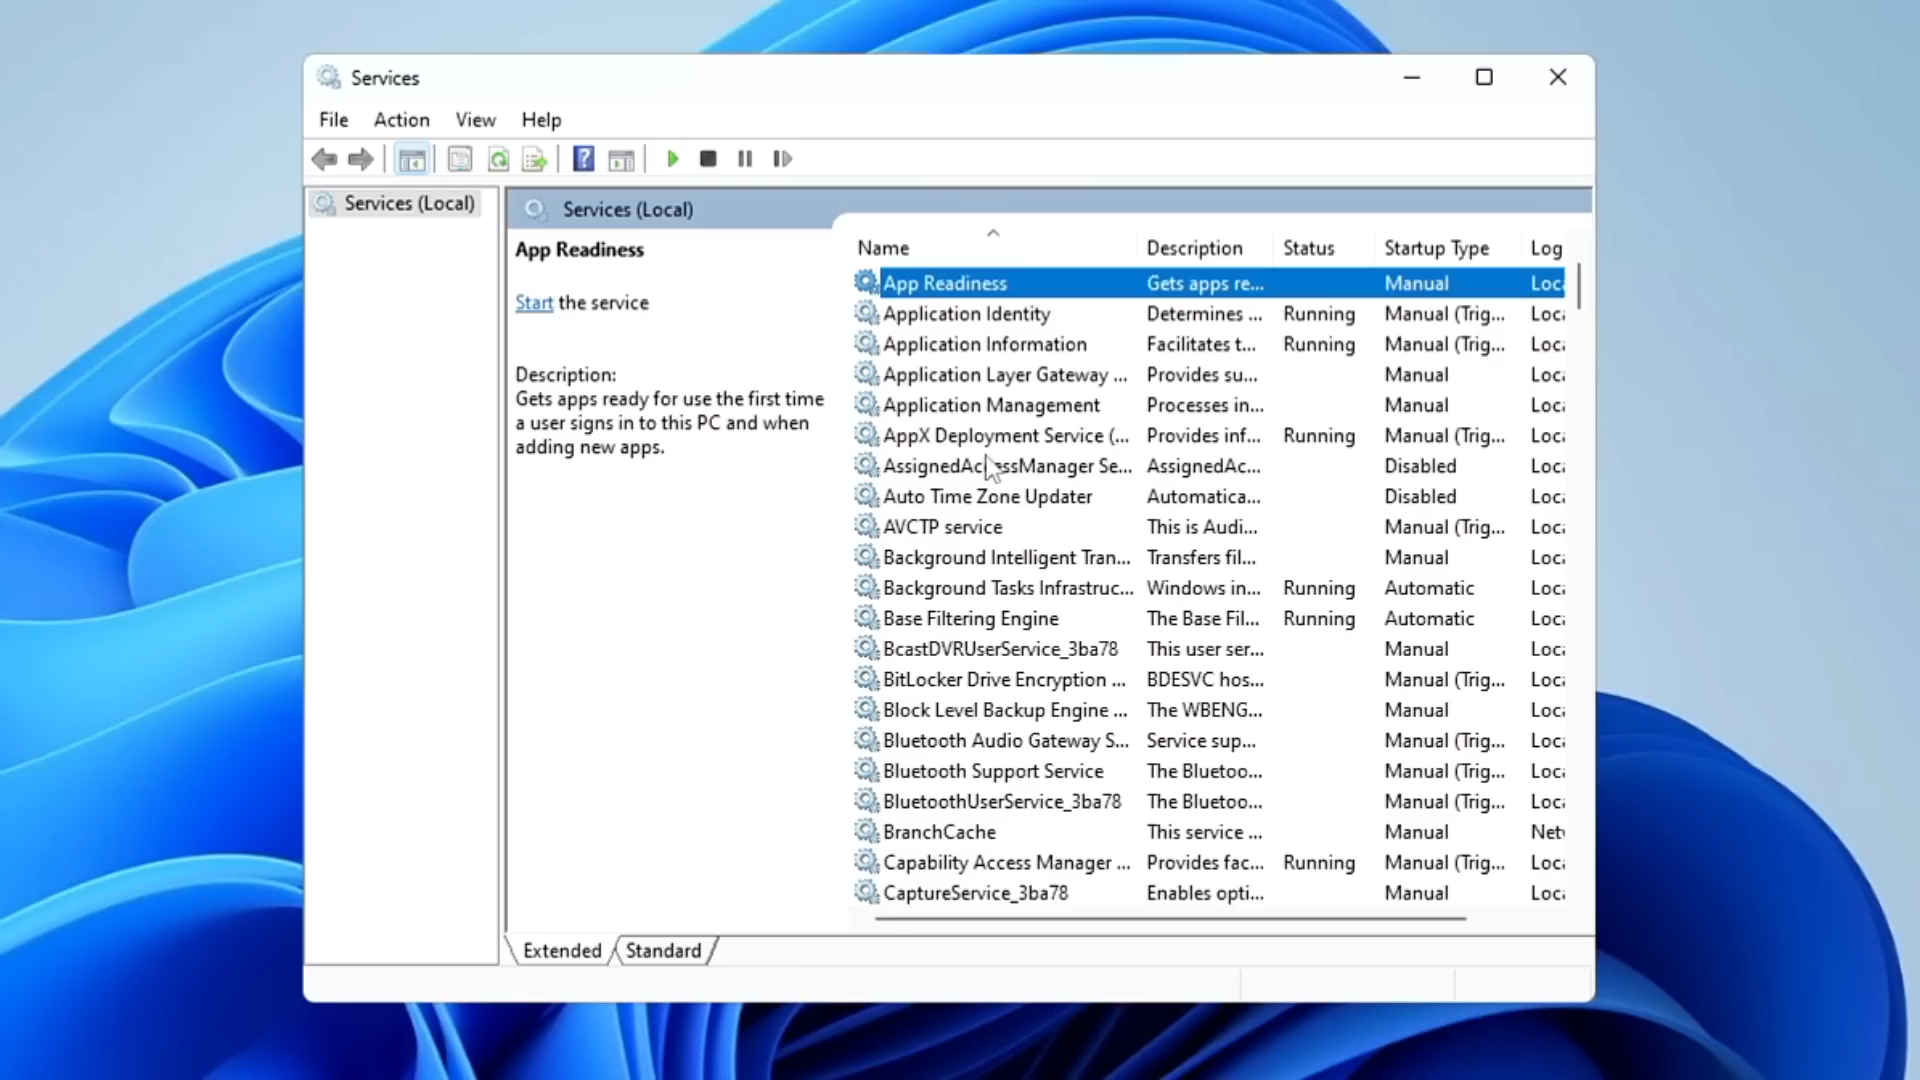 Services
File Action View Help
Services (Local)
Services (Local)
App Readiness
Start the service
Description:
Gets apps ready for use the first time
a user signs in to this PC and when
adding new apps.
Name Description Status Startup Type Log
App Readiness Gets apps re... Manual Loca
Application Identity Determines ... Running Manual (Trig... Loca
Application Information Facilitates t... Running Manual (Trig... Loca
Application Layer Gateway ... Provides su... Manual Loca
Application Management Processes in... Manual Loca
AppX Deployment Service (... Provides inf... Running Manual (Trig... Loca
AssignedAccessManager Se... AssignedAc... Disabled Loca
Auto Time Zone Updater Automatica... Disabled Loca
AVCTP service This is Audi... Manual (Trig... Loca
Background Intelligent Tran... Transfers fil... Manual Loca
Background Tasks Infrastruc... Windows in... Running Automatic Loca
Base Filtering Engine The Base Fil... Running Automatic Loca
BcastDVRUserService_3ba78 This user ser... Manual Loca
BitLocker Drive Encryption ... BDESVC hos... Manual (Trig... Loca
Block Level Backup Engine ... The WBENG... Manual Loca
Bluetooth Audio Gateway S... Service sup... Manual (Trig... Loca
Bluetooth Support Service The Bluetoo... Manual (Trig... Loca
BluetoothUserService_3ba78 The Bluetoo... Manual (Trig... Loca
BranchCache This service ... Manual Netw
Capability Access Manager ... Provides fac... Running Manual (Trig... Loca
CaptureService_3ba78 Enables opti... Manual Loca
Extended Standard